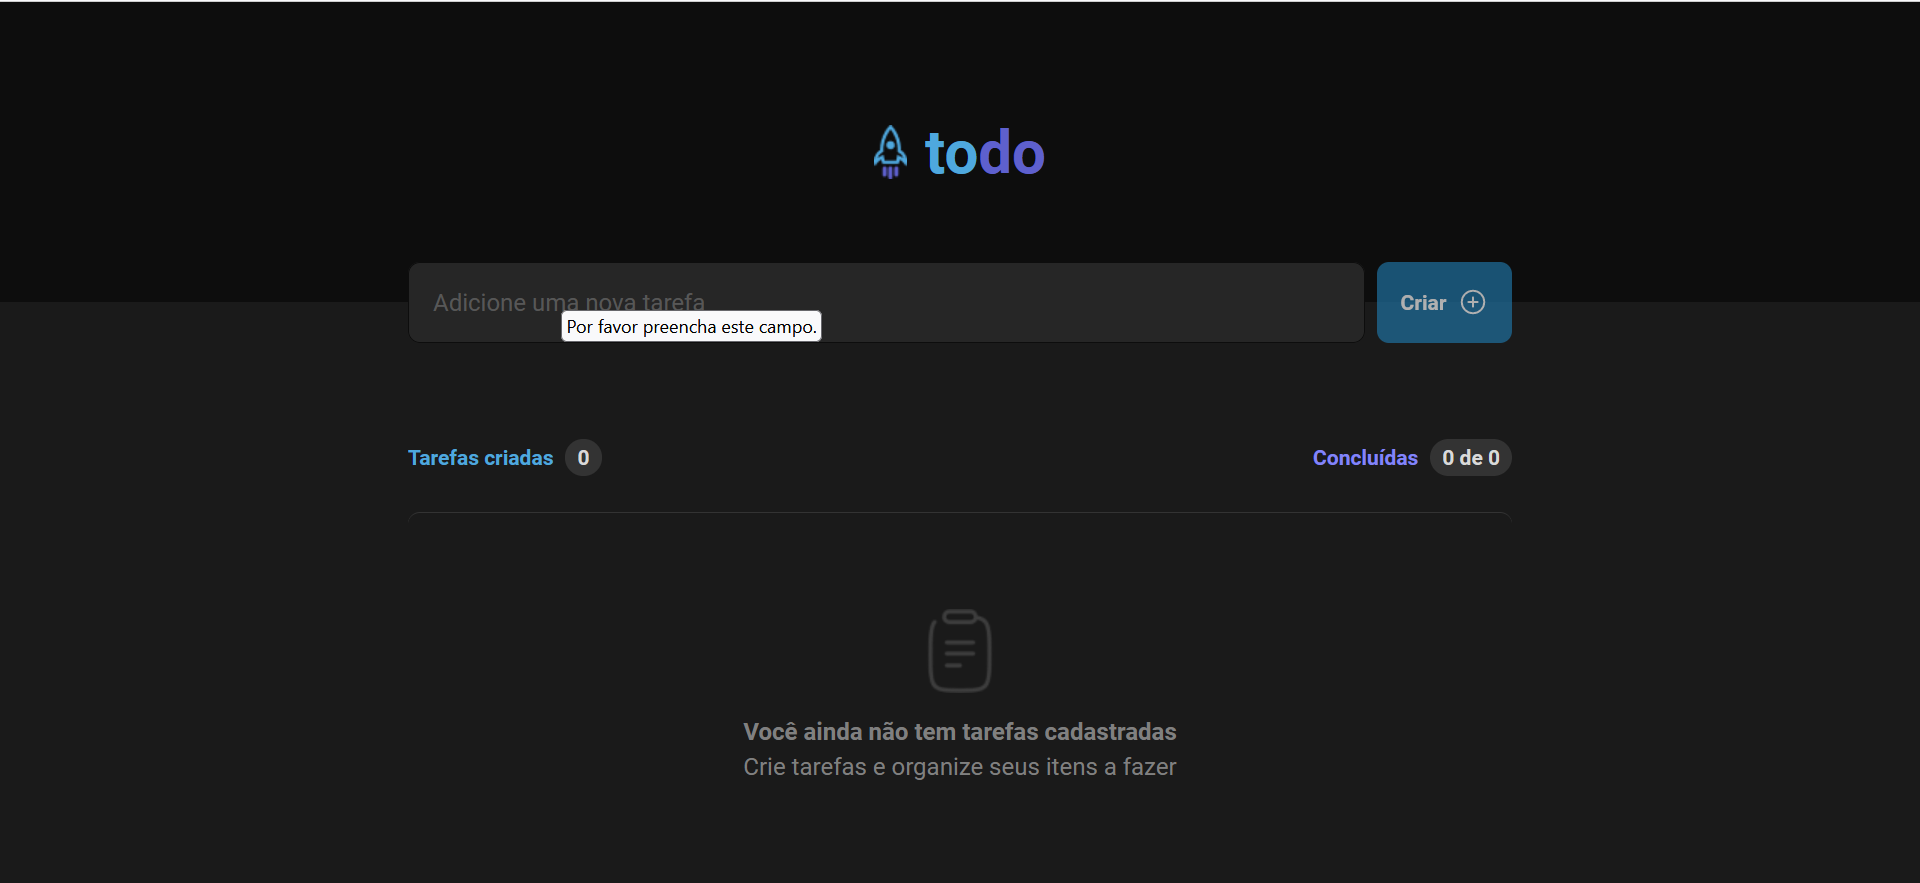 todo
Adicione uma nova tarefa
Por favor preencha este campo.
Criar
Tarefas criadas 0
Concluídas 0 de 0
Você ainda não tem tarefas cadastradas
Crie tarefas e organize seus itens a fazer